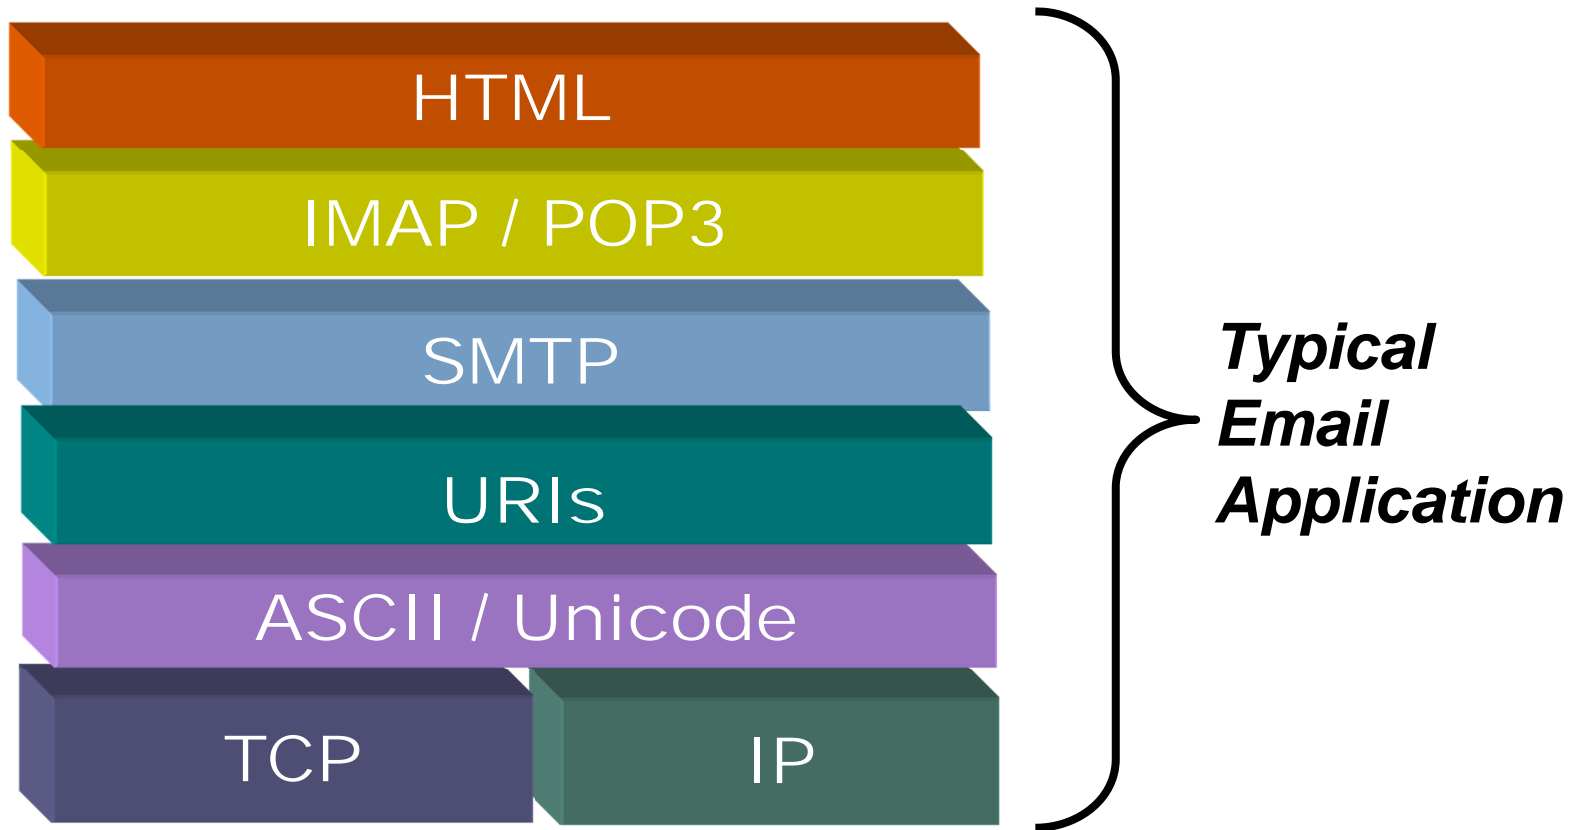 HTML
IMAP / POP3
SMTP
URIs
ASCII / Unicode
TCP
IP
Typical
Email
Application